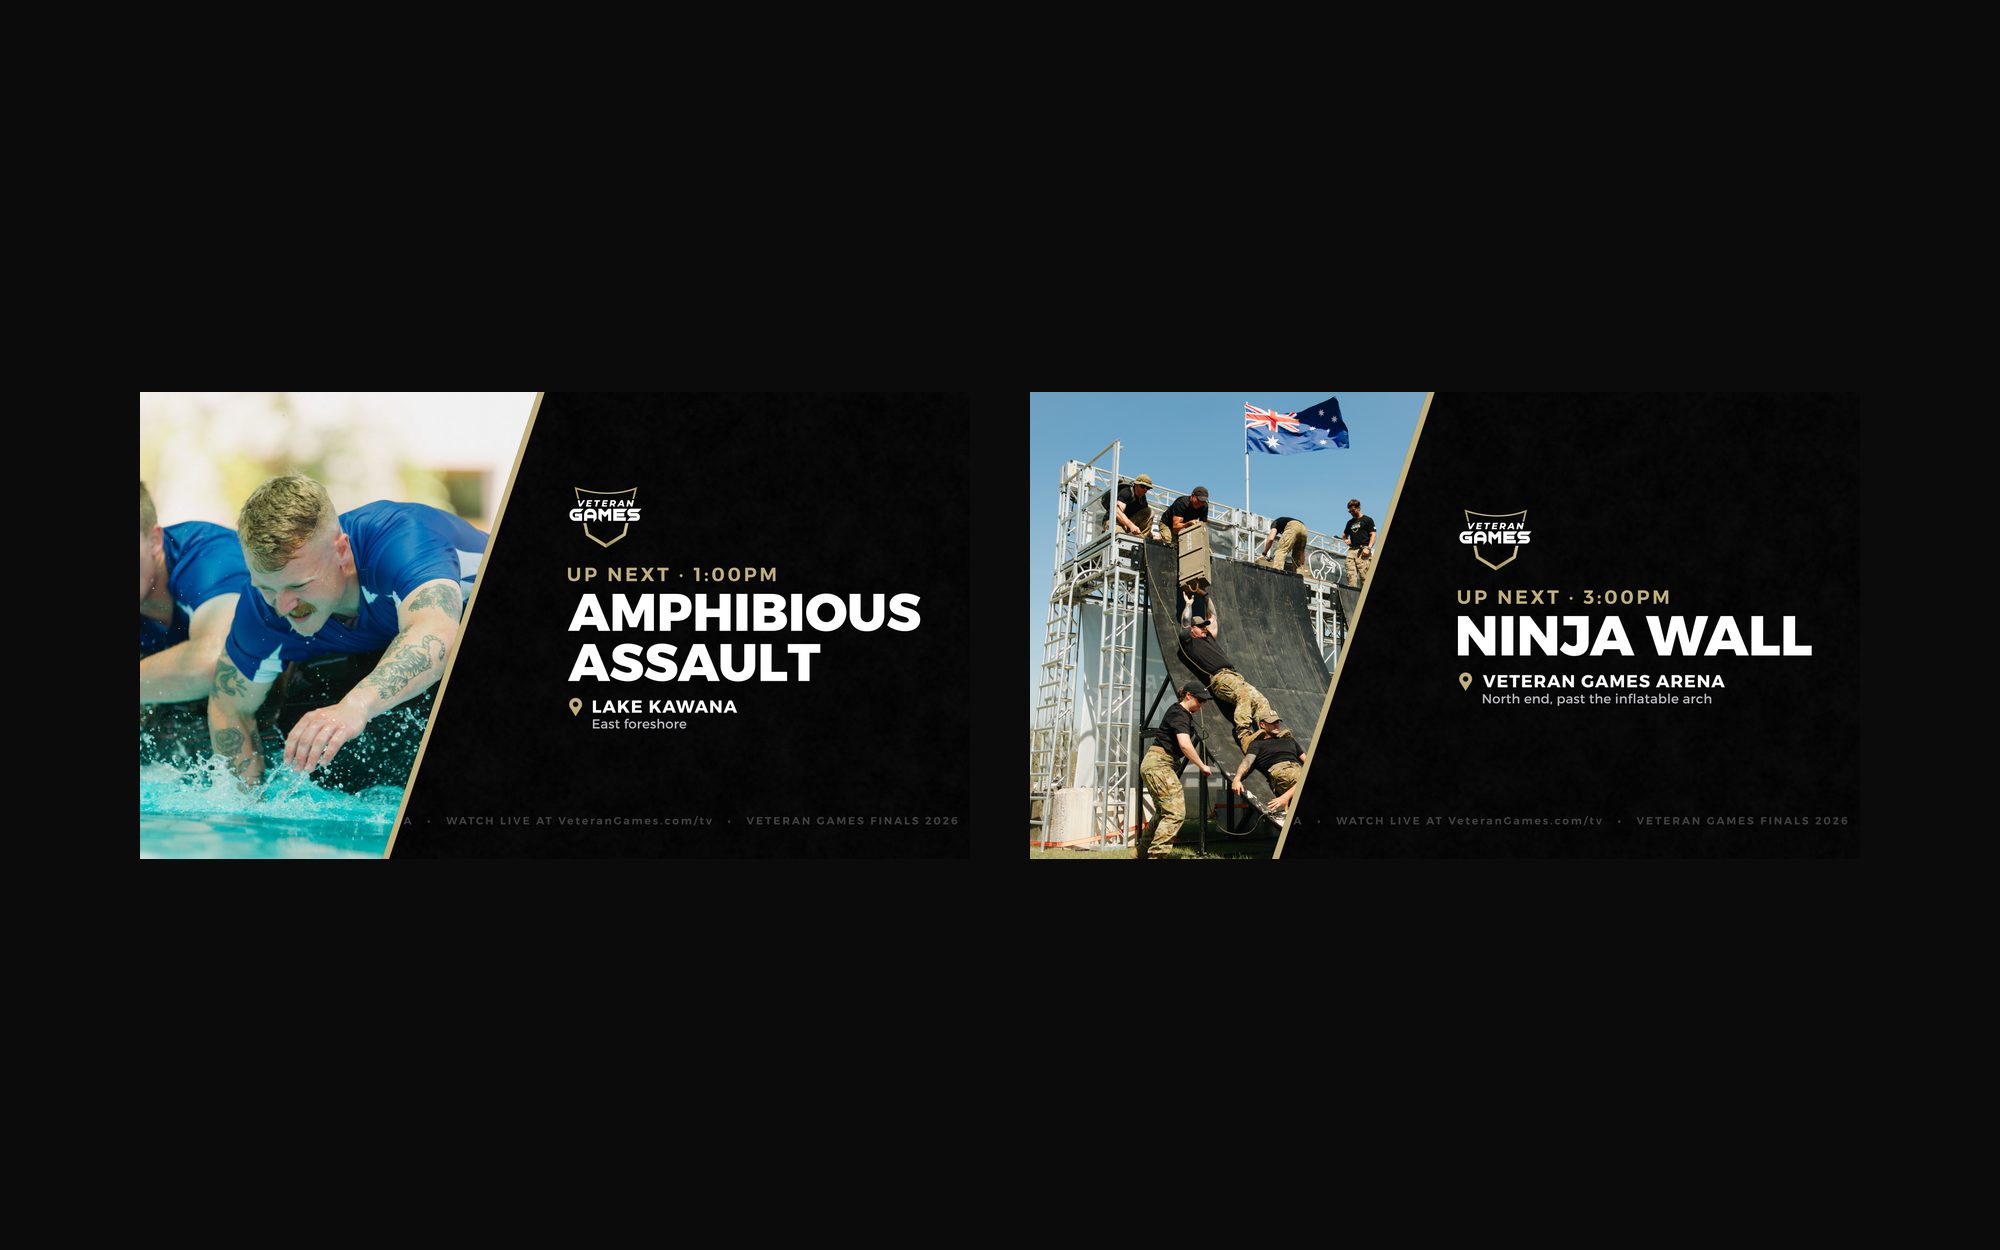 VETERAN
GAMES
UP NEXT · 1:00PM
AMPHIBIOUS
ASSAULT
LAKE KAWANA
East foreshore
A • WATCH LIVE AT VeteranGames.com/tv • VETERAN GAMES FINALS 2026
VETERAN
GAMES
UP NEXT · 3:00PM
NINJA WALL
VETERAN GAMES ARENA
North end, past the inflatable arch
A • WATCH LIVE AT VeteranGames.com/tv • VETERAN GAMES FINALS 2026